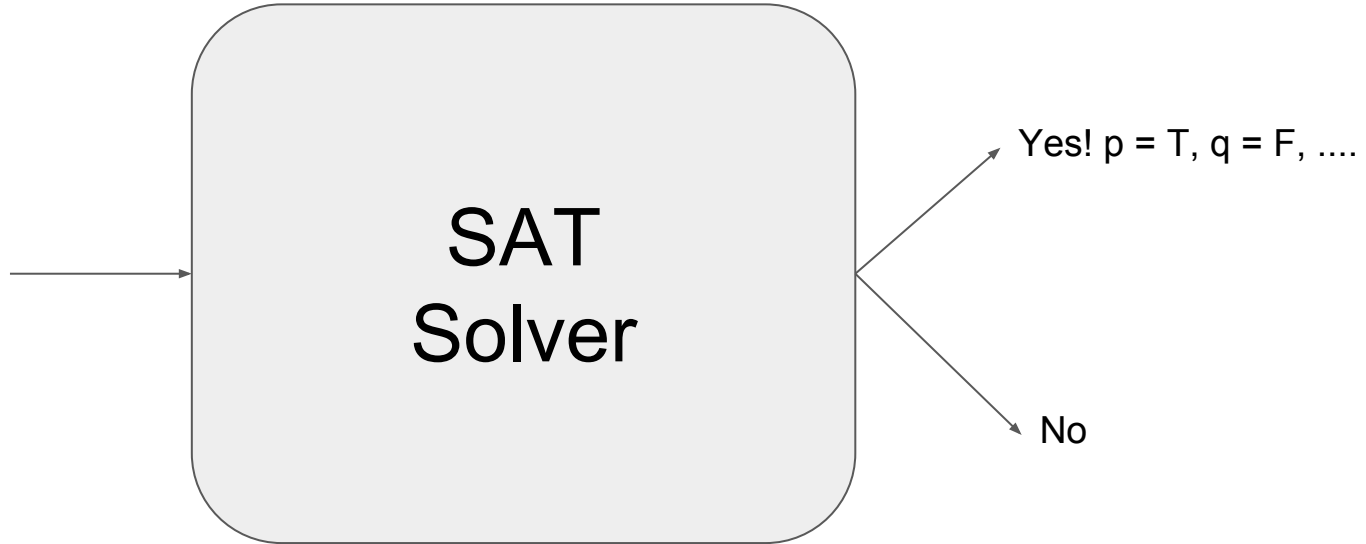 Yes! p = T, q = F, ....
SAT
Solver
No